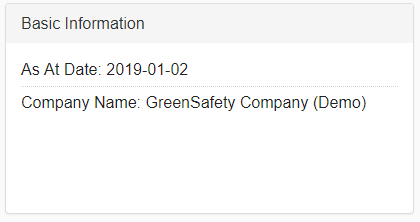 Basic Information
As At Date: 2019-01-02
Company Name: GreenSafety Company (Demo)